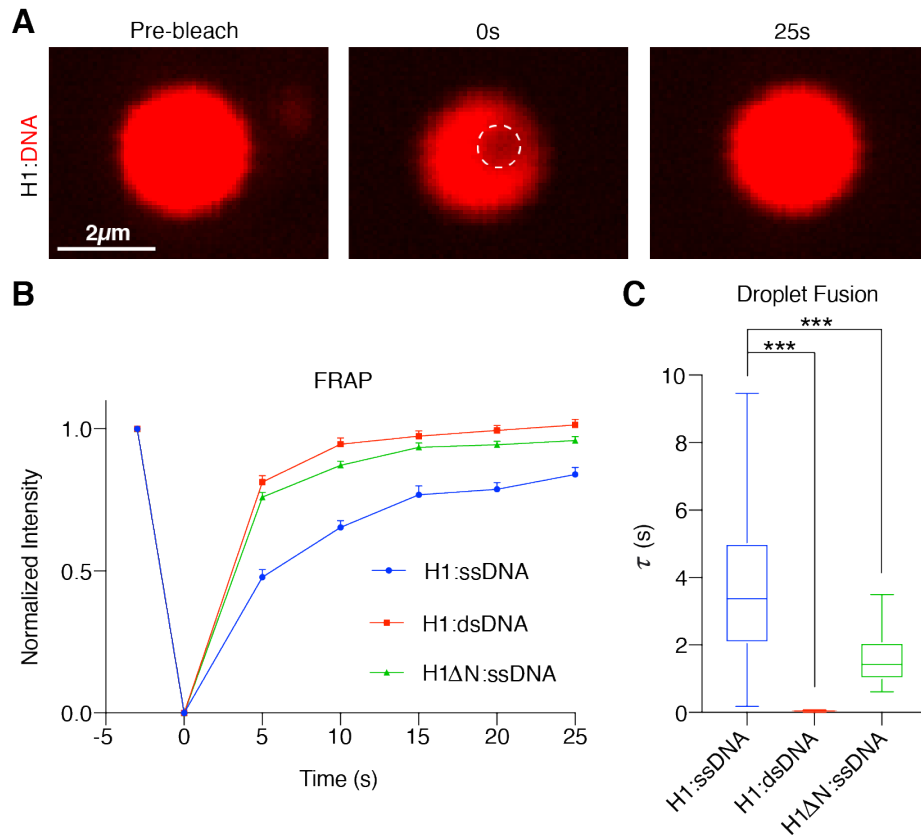 A
Pre-bleach
0s
25s
H1:DNA
2µm
B
FRAP
Normalized Intensity
1.0
0.5
0.0
-5
0
5
10
15
20
25
Time (s)
H1:ssDNA
H1:dsDNA
H1ΔN:ssDNA
C
Droplet Fusion
***
***
τ (s)
10
8
6
4
2
0
H1:ssDNA
H1:dsDNA
H1ΔN:ssDNA